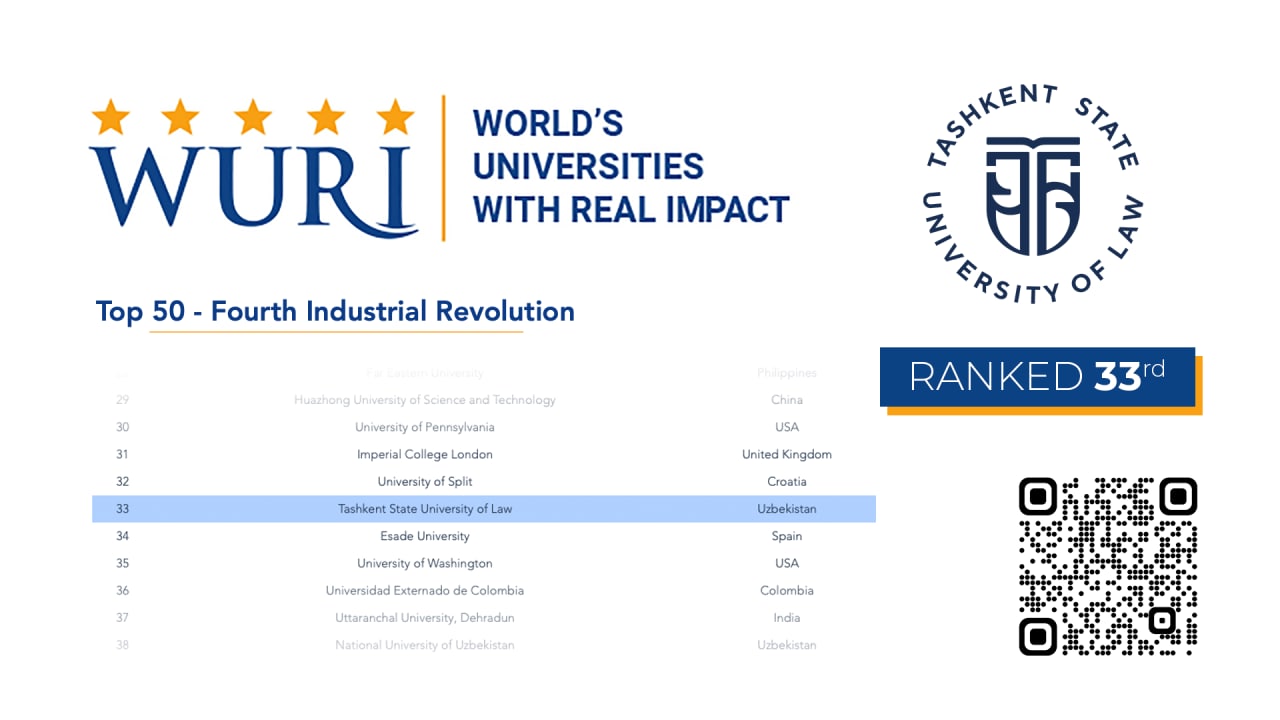 WURI
WORLD'S
UNIVERSITIES
WITH REAL IMPACT
TASHKENT STATE
UNIVERSITY OF LAW
Top 50 - Fourth Industrial Revolution
RANKED 33rd
Far Eastern University Philippines
29 Huazhong University of Science and Technology China
30 University of Pennsylvania USA
31 Imperial College London United Kingdom
32 University of Split Croatia
33 Tashkent State University of Law Uzbekistan
34 Esade University Spain
35 University of Washington USA
36 Universidad Externado de Colombia Colombia
37 Uttaranchal University, Dehradun India
38 National University of Uzbekistan Uzbekistan